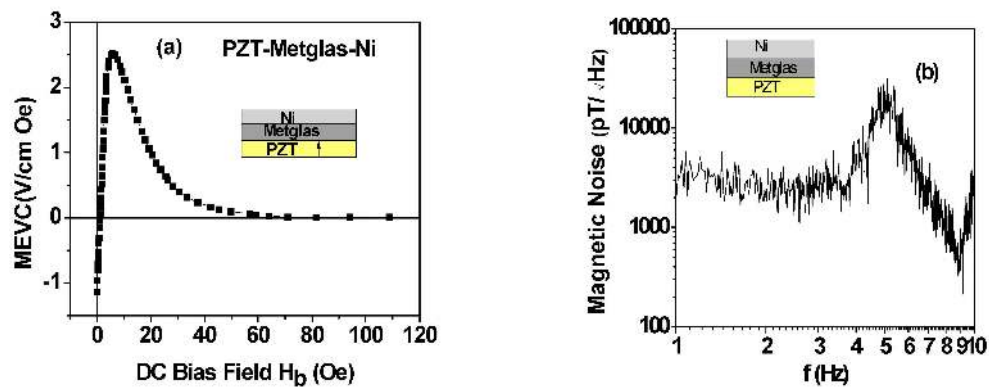 3
2
1
0
-1
MEVC(V/cm Oe)
(a)
PZT-Metglas-Ni
Ni
Metglas
PZT
0
20
40
60
80
100
120
DC Bias Field Hb (Oe)
100000
10000
1000
100
Magnetic Noise (pT/ √Hz)
Ni
Metglas
PZT
(b)
1
2
3
4
5
6
7
8
9
10
f (Hz)